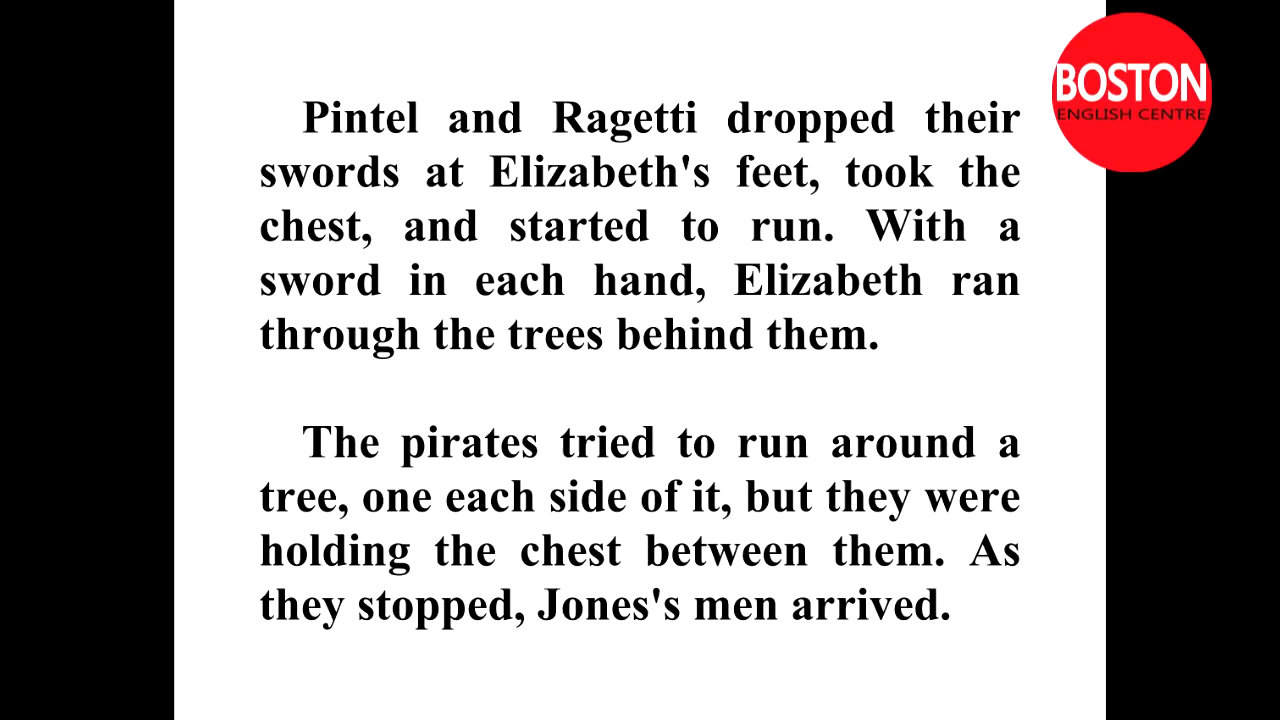 BOSTON
ENGLISH CENTRE
Pintel and Ragetti dropped their
swords at Elizabeth's feet, took the
chest, and started to run. With a
sword in each hand, Elizabeth ran
through the trees behind them.
The pirates tried to run around a
tree, one each side of it, but they were
holding the chest between them. As
they stopped, Jones's men arrived.